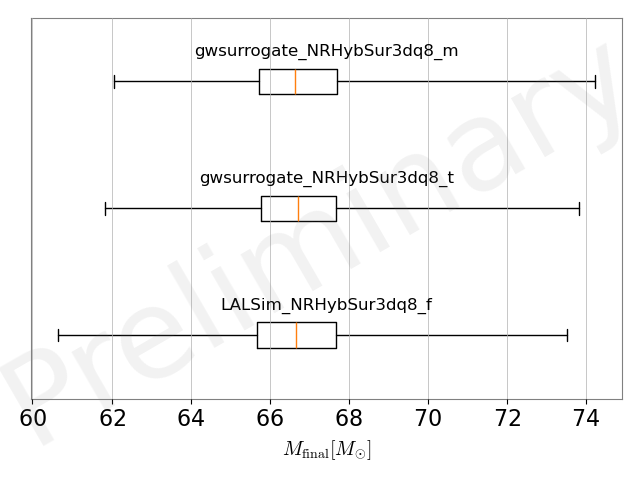 gwsurrogate_NRHybSur3dq8_m
gwsurrogate_NRHybSur3dq8_t
LALSim_NRHybSur3dq8_f
Preliminary
60 62 64 66 68 70 72 74
M_final[M_⊙]